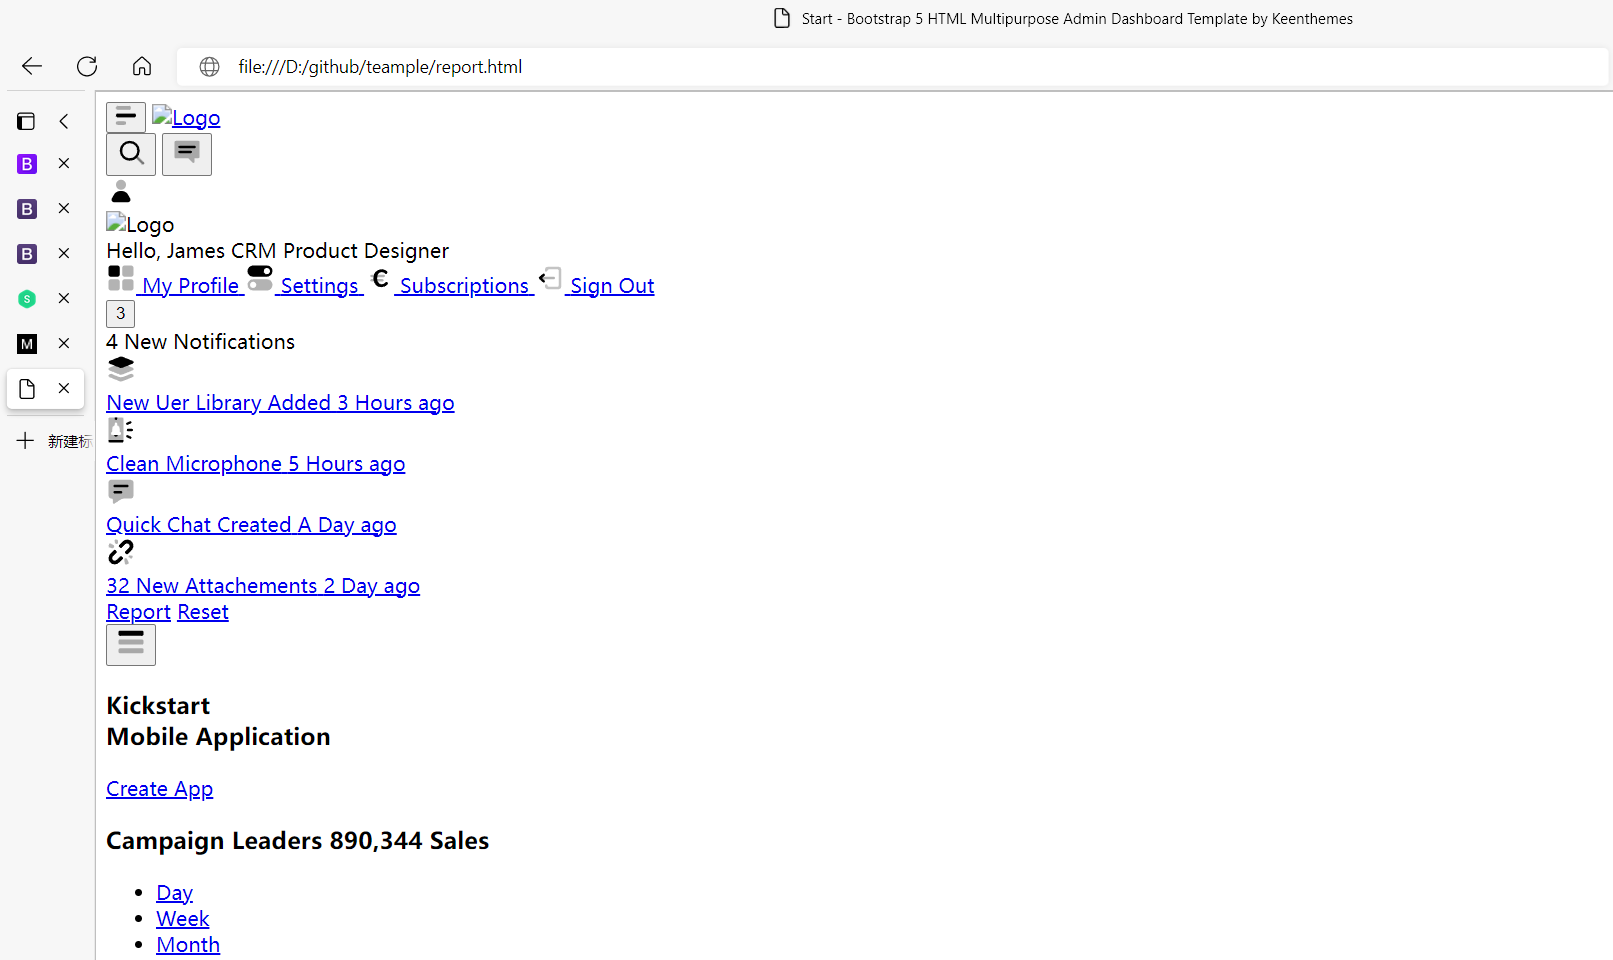 Start - Bootstrap 5 HTML Multipurpose Admin Dashboard Template by Keenthemes
file:///D:/github/teample/report.html
B
B
B
S
M
新建标
Logo
Logo
Hello, James CRM Product Designer
My Profile Settings € Subscriptions Sign Out
3
4 New Notifications
New Uer Library Added 3 Hours ago
Clean Microphone 5 Hours ago
Quick Chat Created A Day ago
32 New Attachements 2 Day ago
Report Reset
Kickstart
Mobile Application
Create App
Campaign Leaders 890,344 Sales
Day
Week
Month